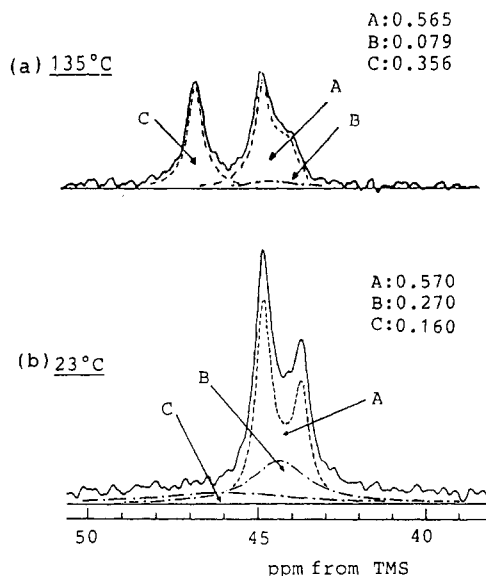 A:0.565
B:0.079
C:0.356
(a) 135°C
A
C
B
A:0.570
B:0.270
C:0.160
(b) 23°C
B
A
C
50 45 40
ppm from TMS